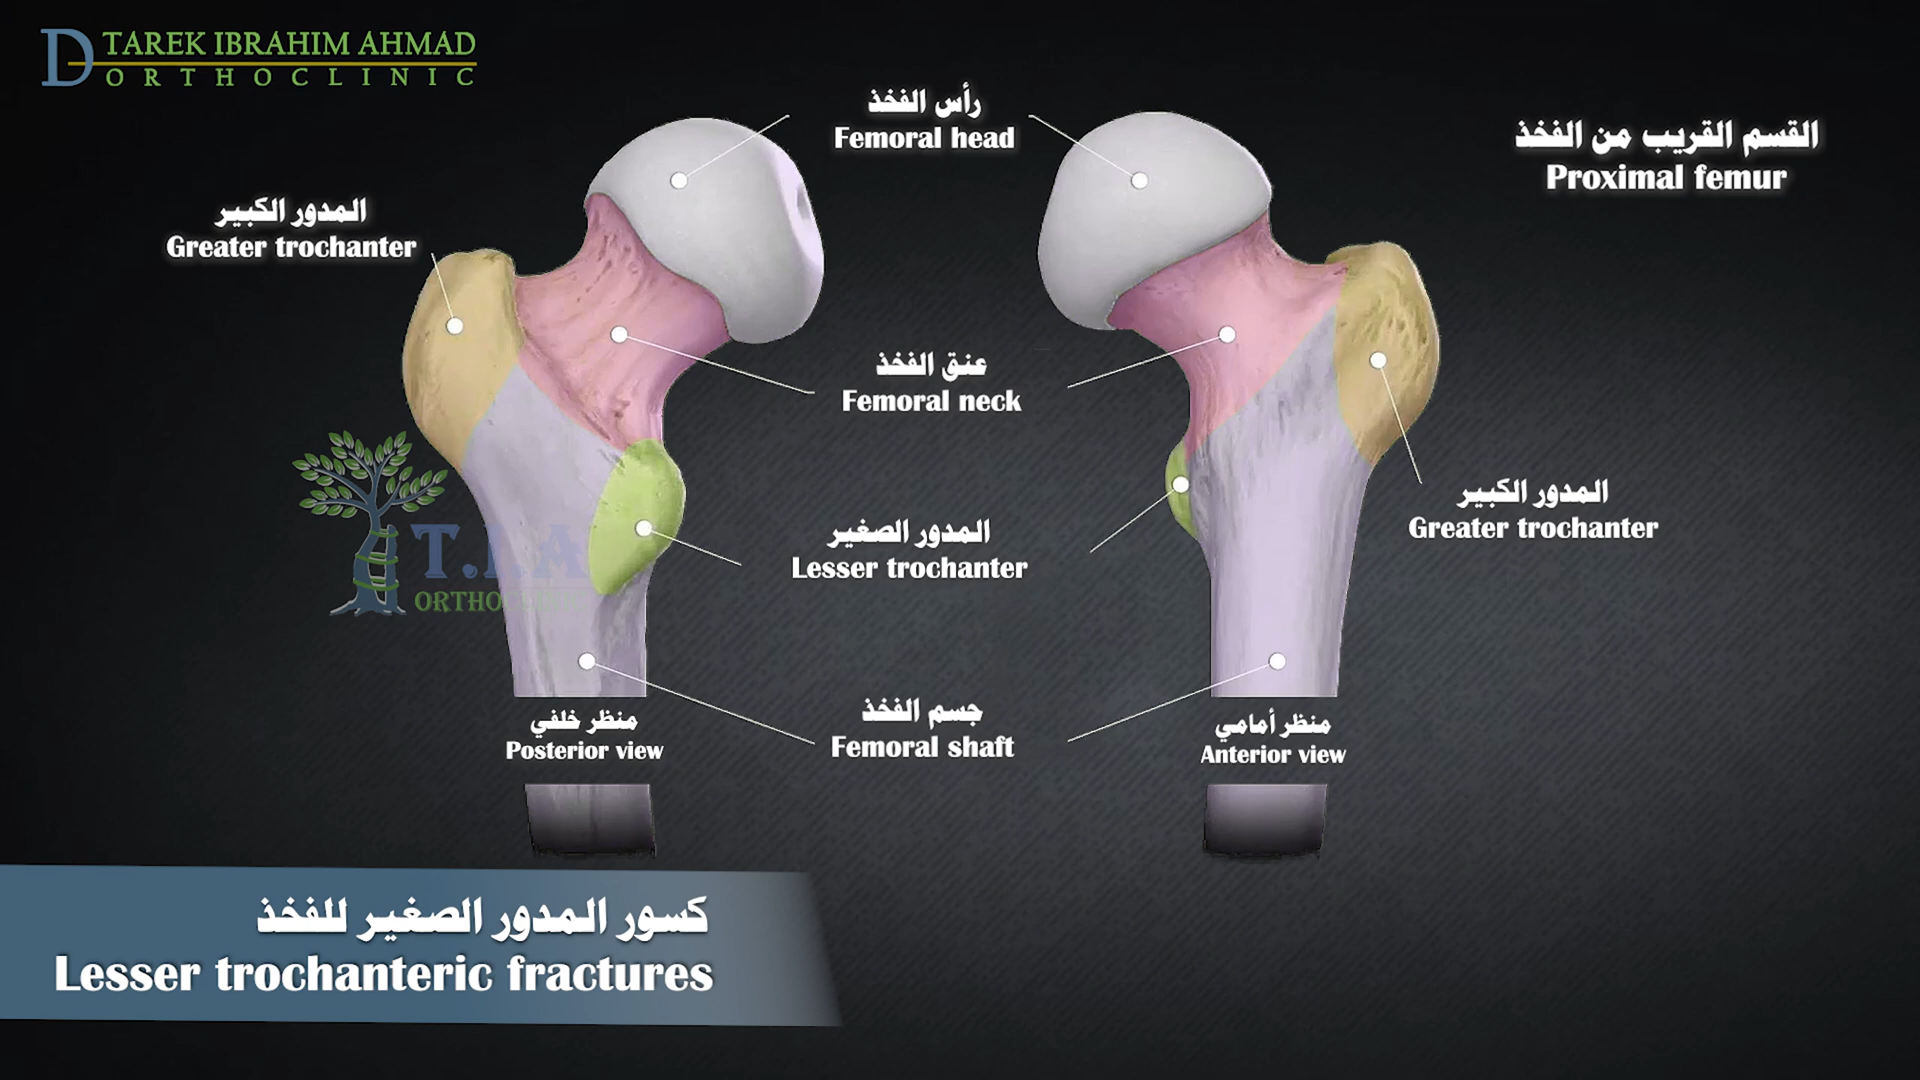 D TAREK IBRAHIM AHMAD
ORTHOCLINIC
رأس الفخذ
Femoral head
القسم القريب من الفخذ
Proximal femur
المدور الكبير
Greater trochanter
عنق الفخذ
Femoral neck
المدور الكبير
Greater trochanter
المدور الصغير
Lesser trochanter
T.I.A
جسم الفخذ
Femoral shaft
منظر خلفي
Posterior view
منظر أمامي
Anterior view
كسور المدور الصغير للفخذ
Lesser trochanteric fractures